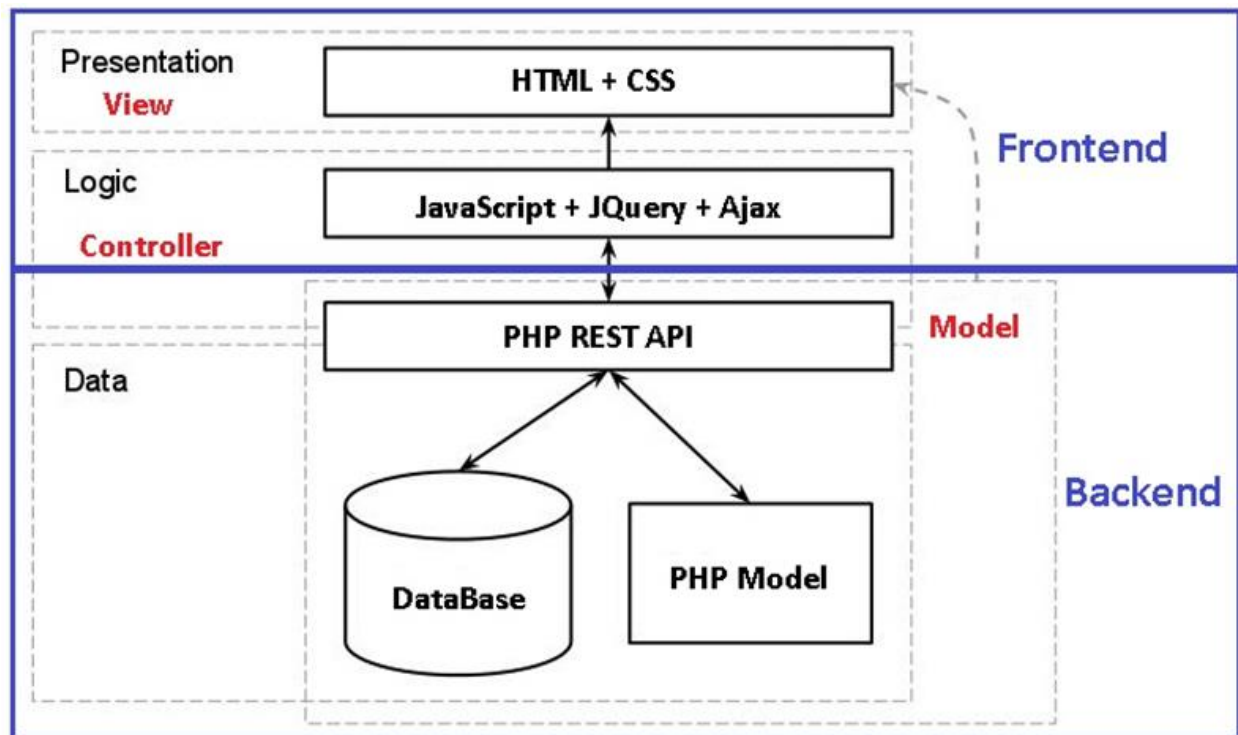 Presentation
View
HTML + CSS
Frontend
Logic
Controller
JavaScript + JQuery + Ajax
PHP REST API
Model
Data
Backend
DataBase
PHP Model